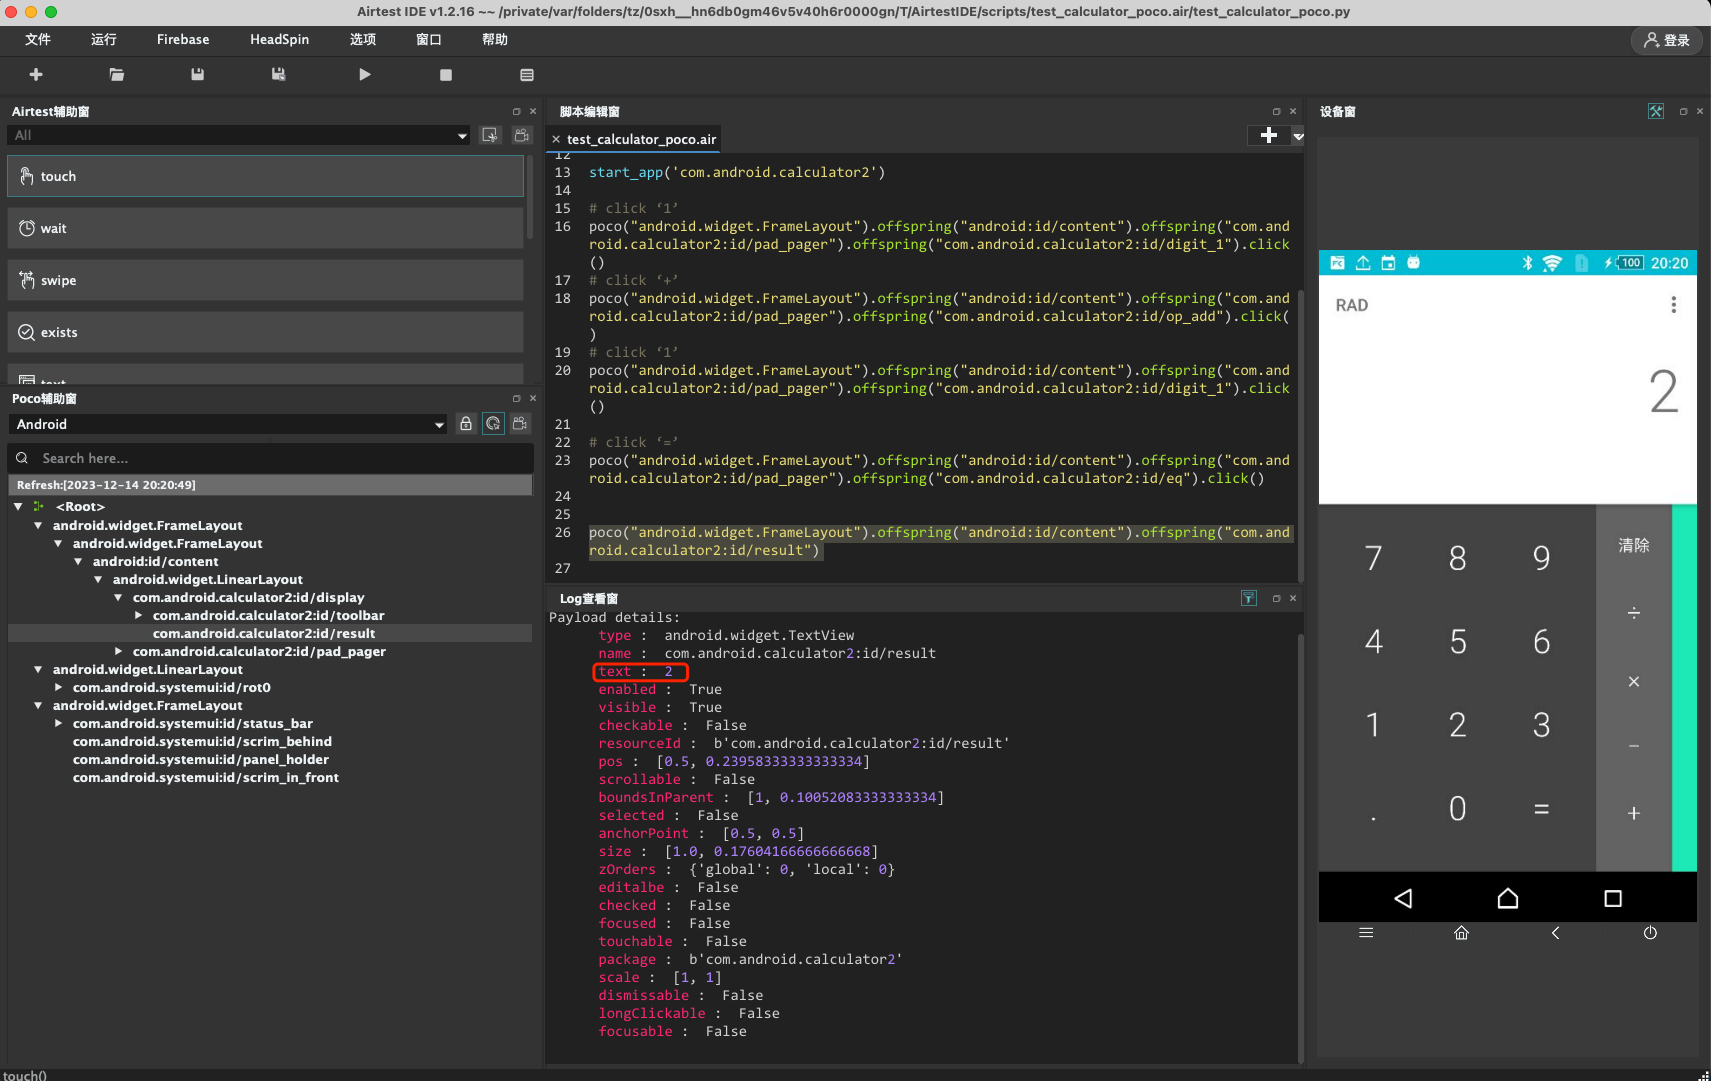 Airtest IDE v1.2.16 ~~ /private/var/folders/tz/0sxh__hn6db0gm46v5v40h6r0000gn/T/AirtestIDE/scripts/test_calculator_poco.air/test_calculator_poco.py
文件 运行 Firebase HeadSpin 选项 窗口 帮助 登录
Airtest辅助窗
All
touch
wait
swipe
exists
text
Poco辅助窗
Android
Search here...
Refresh:[2023-12-14 20:20:49]
<Root>
android.widget.FrameLayout
android.widget.FrameLayout
android:id/content
android.widget.LinearLayout
com.android.calculator2:id/display
com.android.calculator2:id/toolbar
com.android.calculator2:id/result
com.android.calculator2:id/pad_pager
android.widget.LinearLayout
com.android.systemui:id/rot0
android.widget.FrameLayout
com.android.systemui:id/status_bar
com.android.systemui:id/scrim_behind
com.android.systemui:id/panel_holder
com.android.systemui:id/scrim_in_front
touch()
脚本编辑窗
test_calculator_poco.air
12
13 start_app('com.android.calculator2')
14
15 # click ‘1’
16 poco("android.widget.FrameLayout").offspring("android:id/content").offspring("com.and
roid.calculator2:id/pad_pager").offspring("com.android.calculator2:id/digit_1").click
()
17 # click ‘+’
18 poco("android.widget.FrameLayout").offspring("android:id/content").offspring("com.and
roid.calculator2:id/pad_pager").offspring("com.android.calculator2:id/op_add").click(
)
19 # click ‘1’
20 poco("android.widget.FrameLayout").offspring("android:id/content").offspring("com.and
roid.calculator2:id/pad_pager").offspring("com.android.calculator2:id/digit_1").click
()
21
22 # click ‘=’
23 poco("android.widget.FrameLayout").offspring("android:id/content").offspring("com.and
roid.calculator2:id/pad_pager").offspring("com.android.calculator2:id/eq").click()
24
25
26 poco("android.widget.FrameLayout").offspring("android:id/content").offspring("com.and
roid.calculator2:id/result")
27
Log查看窗
Payload details:
type : android.widget.TextView
name : com.android.calculator2:id/result
text : 2
enabled : True
visible : True
checkable : False
resourceId : b'com.android.calculator2:id/result'
pos : [0.5, 0.23958333333333334]
scrollable : False
boundsInParent : [1, 0.10052083333333334]
selected : False
anchorPoint : [0.5, 0.5]
size : [1.0, 0.17604166666666668]
zOrders : {'global': 0, 'local': 0}
editalbe : False
checked : False
focused : False
touchable : False
package : b'com.android.calculator2'
scale : [1, 1]
dismissable : False
longClickable : False
focusable : False
设备窗
100 20:20
RAD
2
7 8 9 清除
÷
4 5 6
×
1 2 3
−
. 0 = +